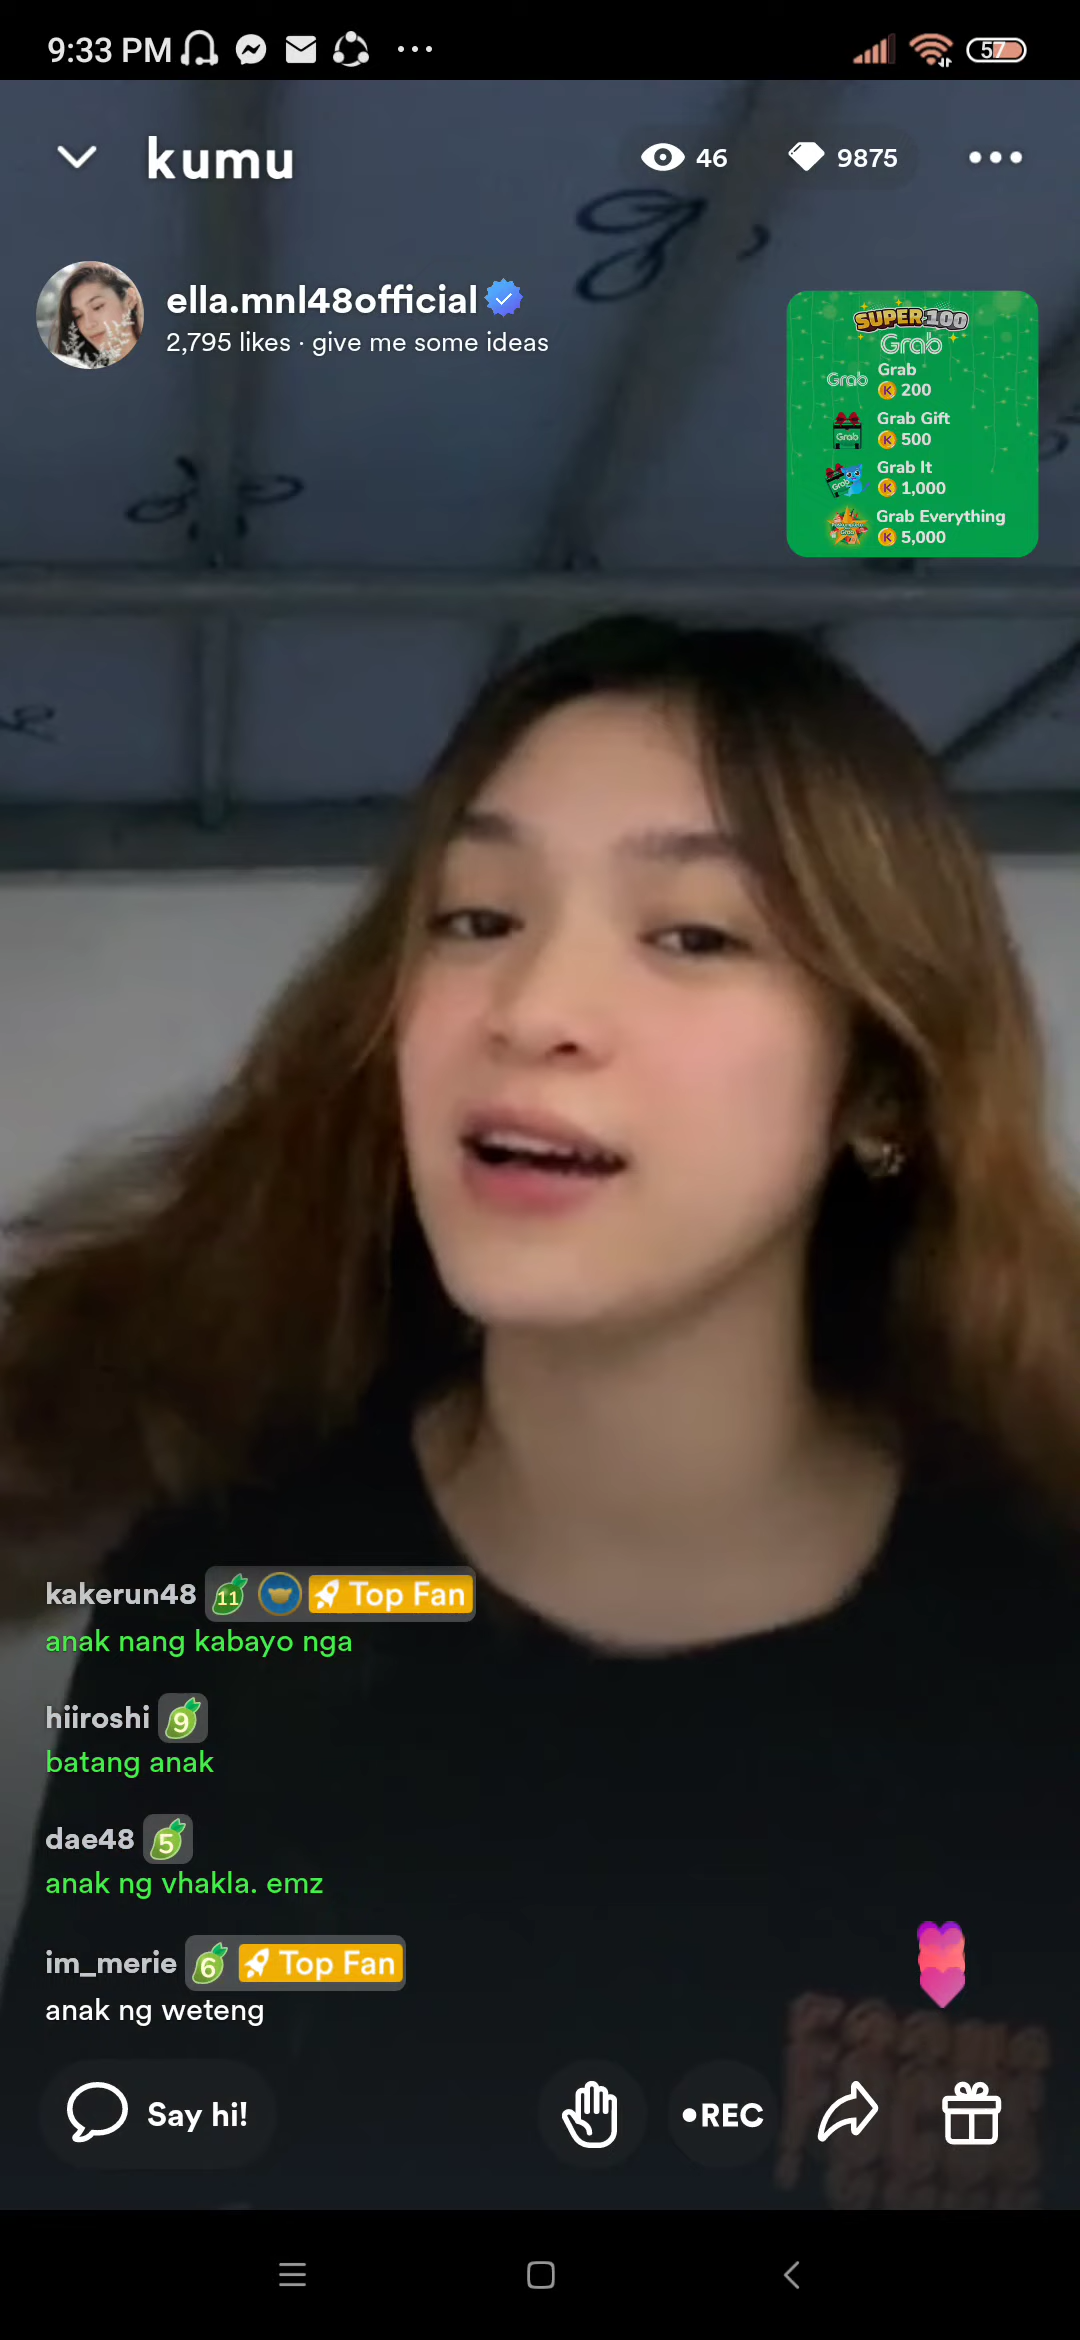 9:33 PM
57
kumu
46
9875
ella.mnl48official
2,795 likes · give me some ideas
SUPER100
Grab
Grab
Grab
K 200
Grab
Grab Gift
K 500
Grab
Grab It
K 1,000
Grab Everything
K 5,000
kakerun48 11 Top Fan
anak nang kabayo nga
hiiroshi 9
batang anak
dae48 5
anak ng vhakla. emz
im_merie 6 Top Fan
anak ng weteng
Say hi!
•REC